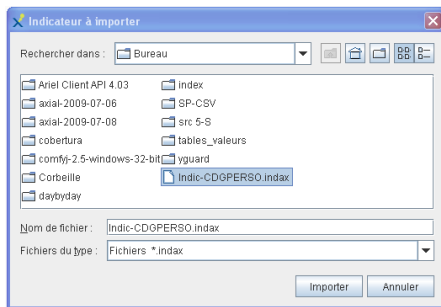 Indicateur à importer
Rechercher dans : Bureau
Ariel Client API 4.03
axial-2009-07-06
axial-2009-07-08
cobertura
comfyj-2.5-windows-32-bit
Corbeille
daybyday
index
SP-CSV
src 5-S
tables_valeurs
yguard
Indic-CDGPERSO.indax
Nom de fichier : Indic-CDGPERSO.indax
Fichiers du type : Fichiers *.indax
Importer Annuler